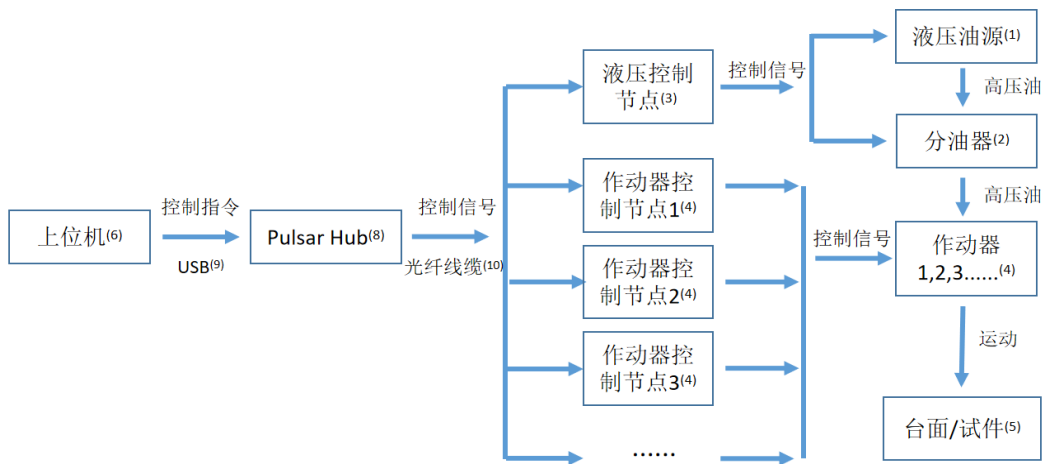 上位机(6)
控制指令
USB(9)
Pulsar Hub(8)
控制信号
光纤线缆(10)
液压控制
节点(3)
作动器控
制节点1(4)
作动器控
制节点2(4)
作动器控
制节点3(4)
......
控制信号
控制信号
液压油源(1)
高压油
分油器(2)
高压油
作动器
1,2,3......(4)
运动
台面/试件(5)